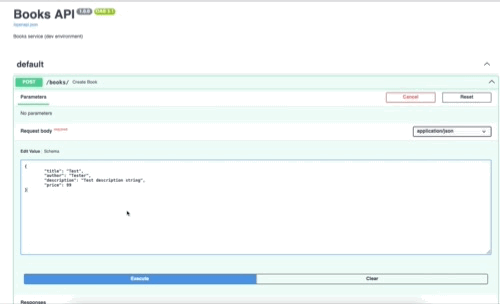 Books API 1.0.0 OAS 3.1
/openapi.json
Books service (dev environment)
default
POST /books/ Create Book
Parameters
Cancel
Reset
No parameters
Request body required
application/json
Edit Value Schema
{
"title": "Test",
"author": "Tester",
"description": "Test description string",
"price": 99
}
Execute
Clear
Responses